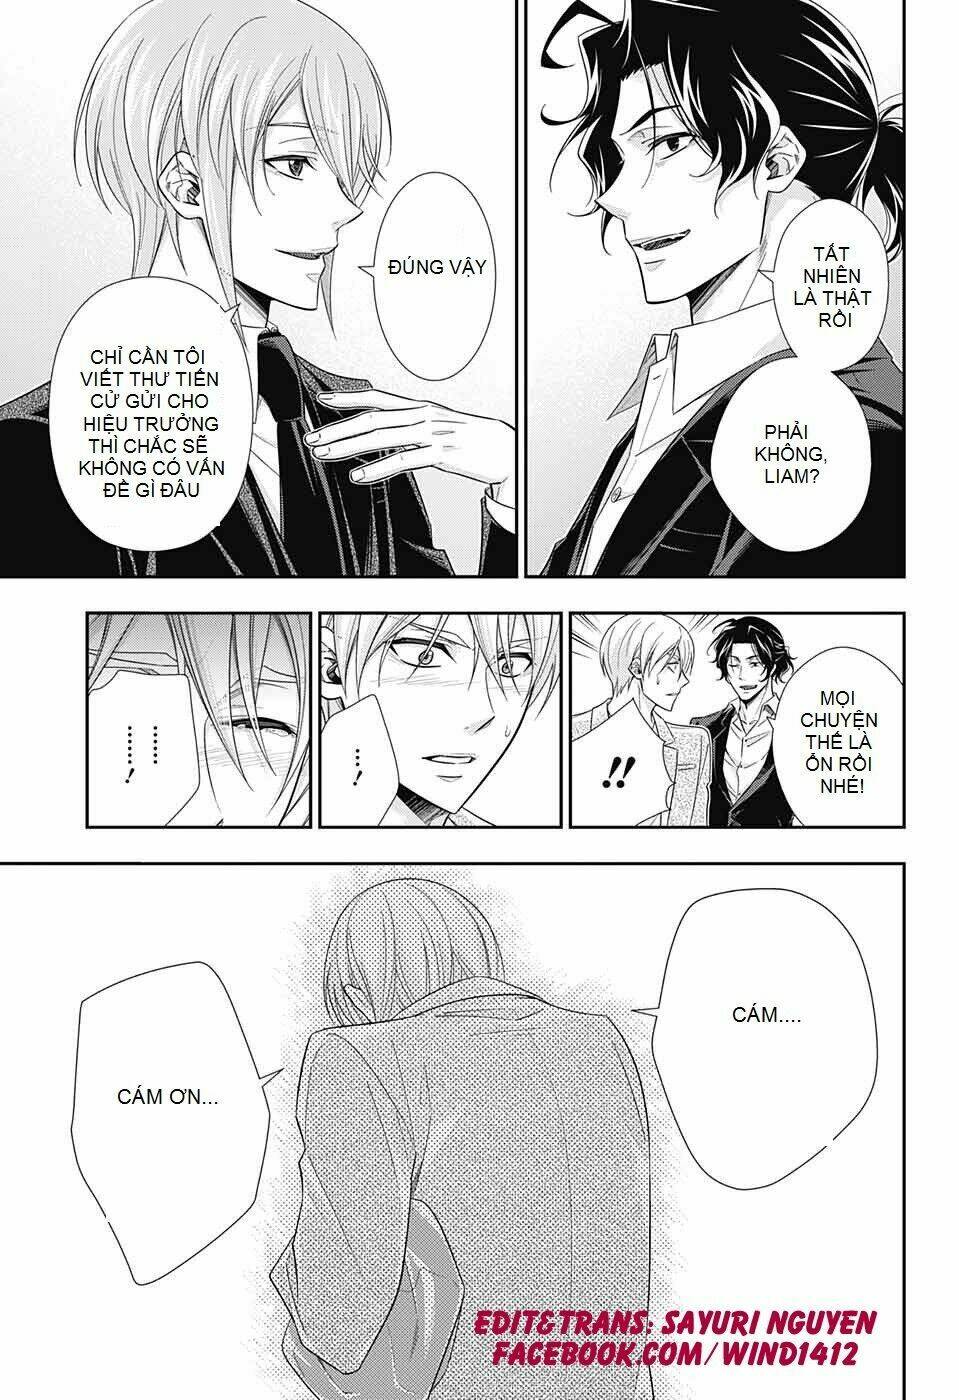 TẤT
NHIÊN
LÀ THẬT
RỒI
PHẢI
KHÔNG,
LIAM?
ĐÚNG VẬY
CHỈ CẦN TÔI
VIẾT THƯ TIẾN
CỬ GỬI CHO
HIỆU TRƯỞNG
THÌ CHẮC SẼ
KHÔNG CÓ VẤN
ĐỀ GÌ ĐÂU
MỌI
CHUYỆN
THẾ LÀ
ỔN RỒI
NHÉ!
!!
...!
......!
CÁM....
CÁM ƠN...
EDIT&TRANS: SAYURI NGUYEN
FACEBOOK.COM/WIND1412